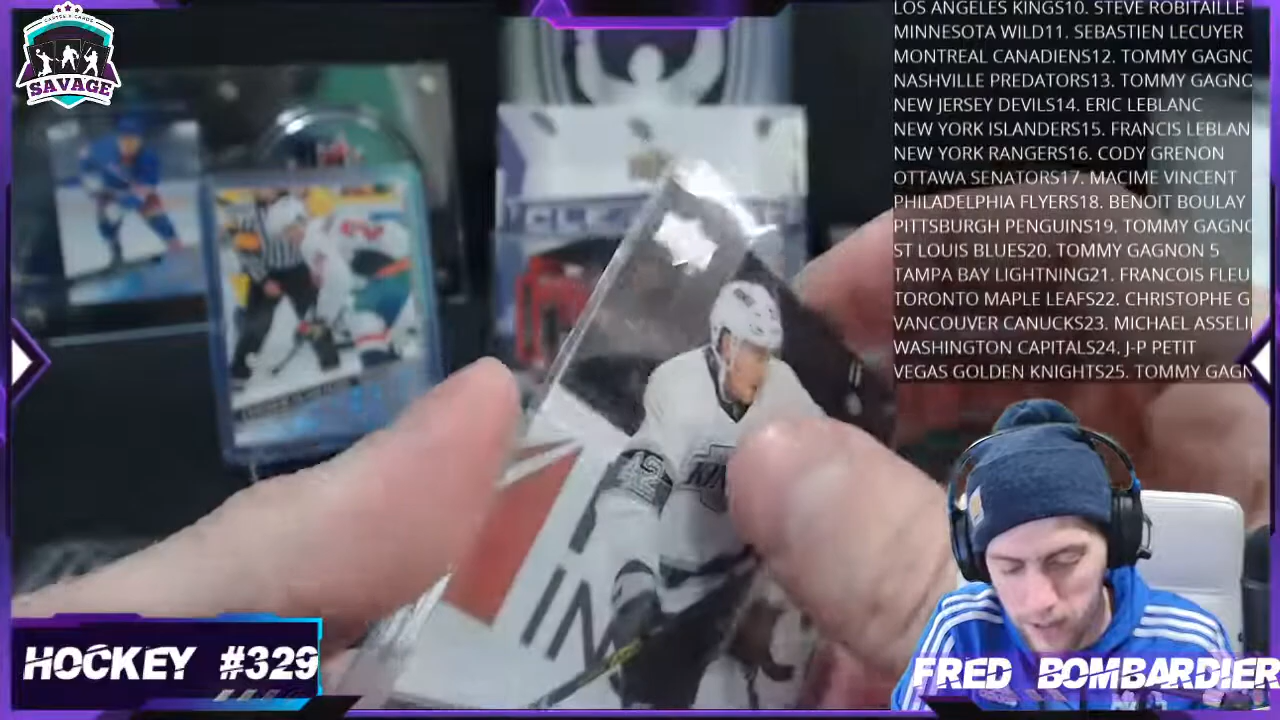 SAVAGE
LOS ANGELES KINGS10. STEVE ROBITAILLE
MINNESOTA WILD11. SEBASTIEN LECUYER
MONTREAL CANADIENS12. TOMMY GAGNO
NASHVILLE PREDATORS13. TOMMY GAGNO
NEW JERSEY DEVILS14. ERIC LEBLANC
NEW YORK ISLANDERS15. FRANCIS LEBLAN
NEW YORK RANGERS16. CODY GRENON
OTTAWA SENATORS17. MACIME VINCENT
PHILADELPHIA FLYERS18. BENOIT BOULAY
PITTSBURGH PENGUINS19. TOMMY GAGNO
ST LOUIS BLUES20. TOMMY GAGNON 5
TAMPA BAY LIGHTNING21. FRANCOIS FLEU
TORONTO MAPLE LEAFS22. CHRISTOPHE G
VANCOUVER CANUCKS23. MICHAEL ASSELI
WASHINGTON CAPITALS24. J-P PETIT
VEGAS GOLDEN KNIGHTS25. TOMMY GAGN
HOCKEY #329
FRED BOMBARDIER